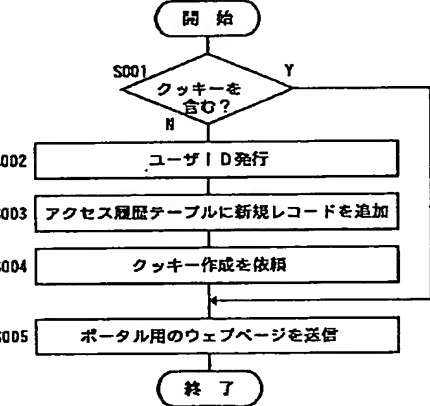 開 始
S001
クッキーを
含む?
Y
N
S002
ユーザID発行
S003
アクセス履歴テーブルに新規レコードを追加
S004
クッキー作成を依頼
S005
ポータル用のウェブページを送信
終 了